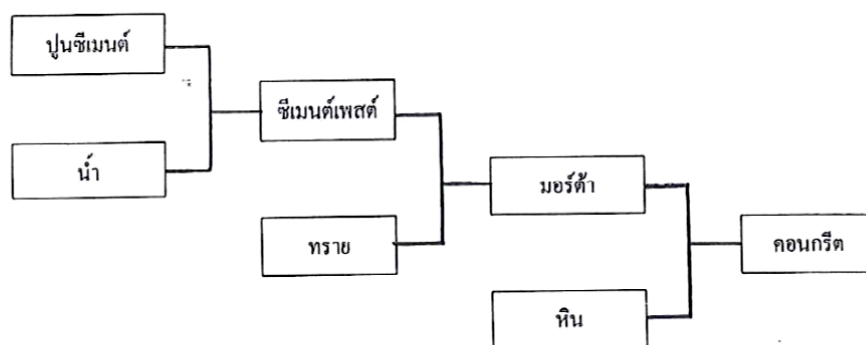 ปูนซีเมนต์
น้ำ
ซีเมนต์เพสต์
ทราย
มอร์ต้า
หิน
คอนกรีต